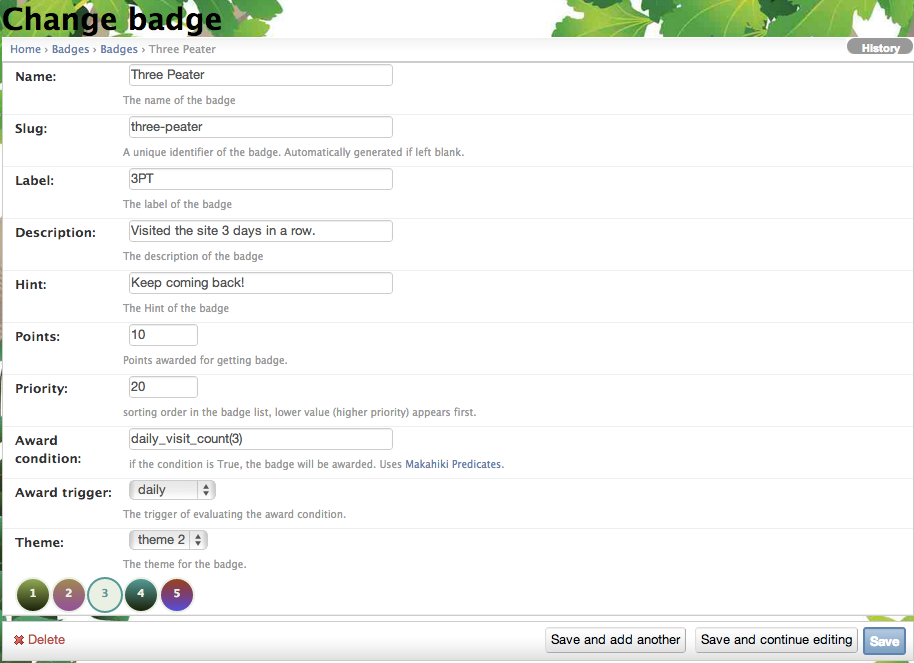 Change badge
Home › Badges › Badges › Three Peater
History
Name: Three Peater
The name of the badge
Slug: three-peater
A unique identifier of the badge. Automatically generated if left blank.
Label: 3PT
The label of the badge
Description: Visited the site 3 days in a row.
The description of the badge
Hint: Keep coming back!
The Hint of the badge
Points: 10
Points awarded for getting badge.
Priority: 20
sorting order in the badge list, lower value (higher priority) appears first.
Award condition: daily_visit_count(3)
if the condition is True, the badge will be awarded. Uses Makahiki Predicates.
Award trigger: daily
The trigger of evaluating the award condition.
Theme: theme 2
The theme for the badge.
1 2 3 4 5
Delete
Save and add another
Save and continue editing
Save